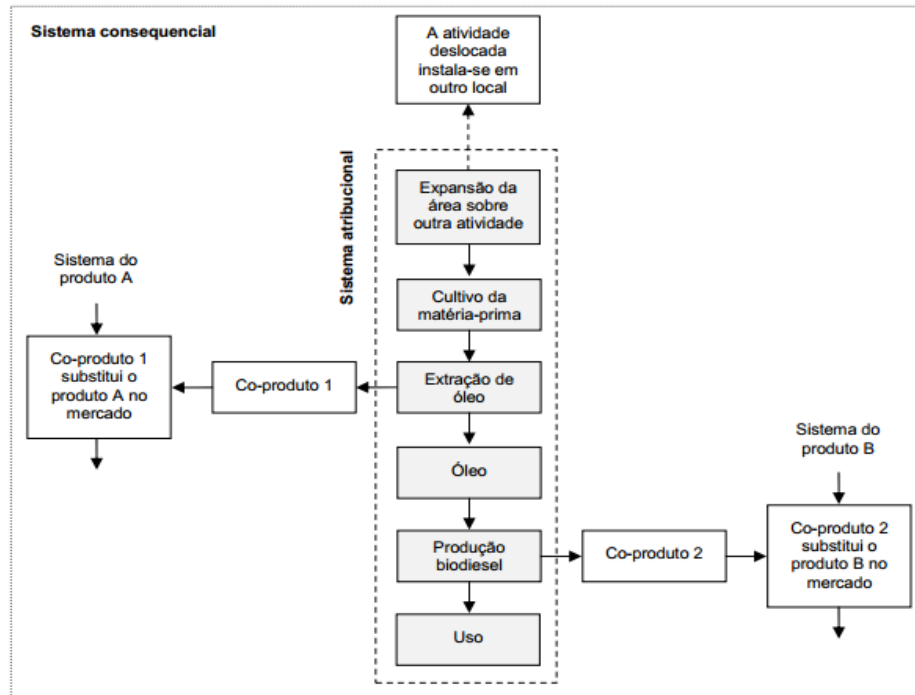 Sistema consequencial
A atividade
deslocada
instala-se em
outro local
Sistema atribucional
Expansão da
área sobre
outra atividade
Sistema do
produto A
Cultivo da
matéria-prima
Co-produto 1
substitui o
produto A no
mercado
Co-produto 1
Extração de
óleo
Óleo
Sistema do
produto B
Produção
biodiesel
Co-produto 2
Co-produto 2
substitui o
produto B no
mercado
Uso